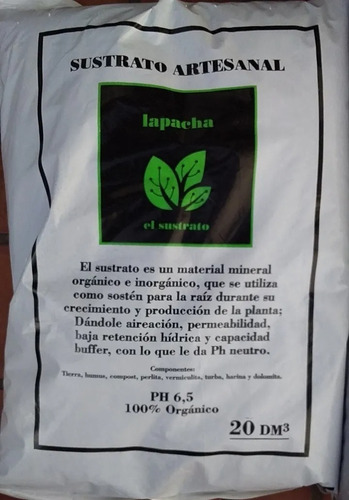 SUSTRATO ARTESANAL
lapacha
el sustrato
El sustrato es un material mineral
orgánico e inorgánico, que se utiliza
como sostén para la raíz durante su
crecimiento y producción de la planta;
Dándole aireación, permeabilidad,
baja retención hídrica y capacidad
buffer, con lo que le da Ph neutro.
Componentes:
Tierra, humus, compost, perlita, vermiculita, turba, harina y dolomita.
PH 6,5
100% Orgánico
20 DM³